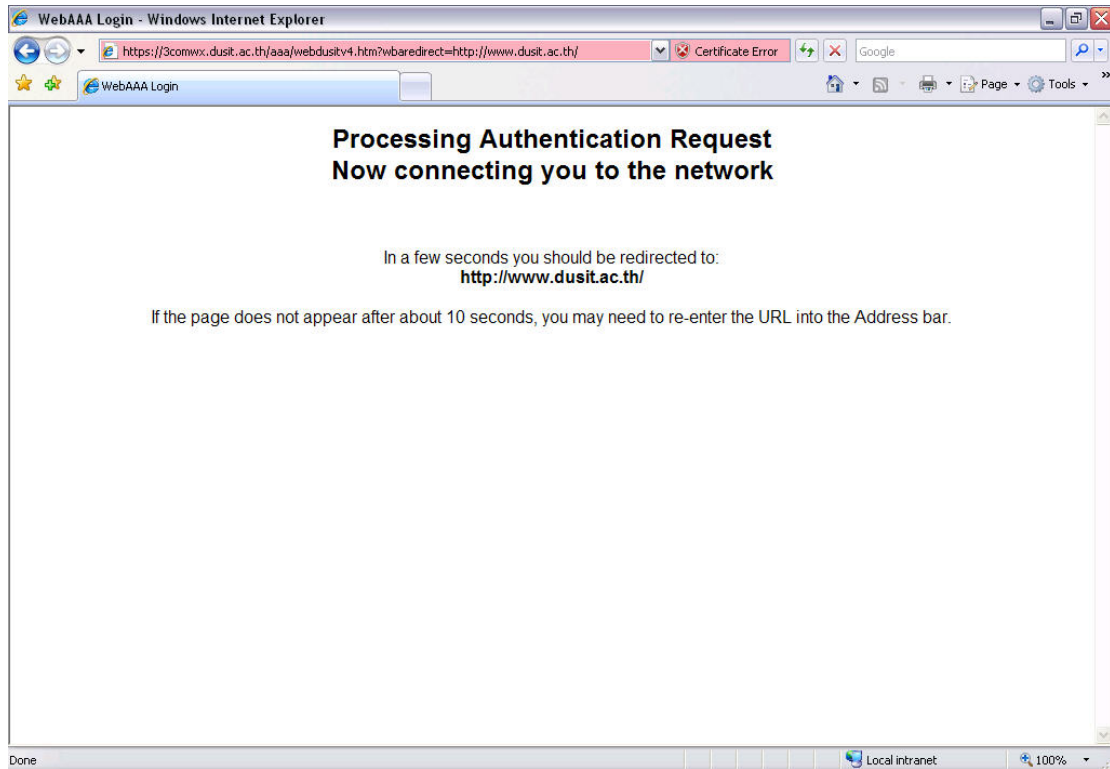 WebAAA Login - Windows Internet Explorer
https://3comwx.dusit.ac.th/aaa/webdusitv4.htm?wbaredirect=http://www.dusit.ac.th/
Certificate Error
Google
WebAAA Login
Page
Tools
»
Processing Authentication Request
Now connecting you to the network
In a few seconds you should be redirected to:
http://www.dusit.ac.th/
If the page does not appear after about 10 seconds, you may need to re-enter the URL into the Address bar.
Done
Local intranet
100%